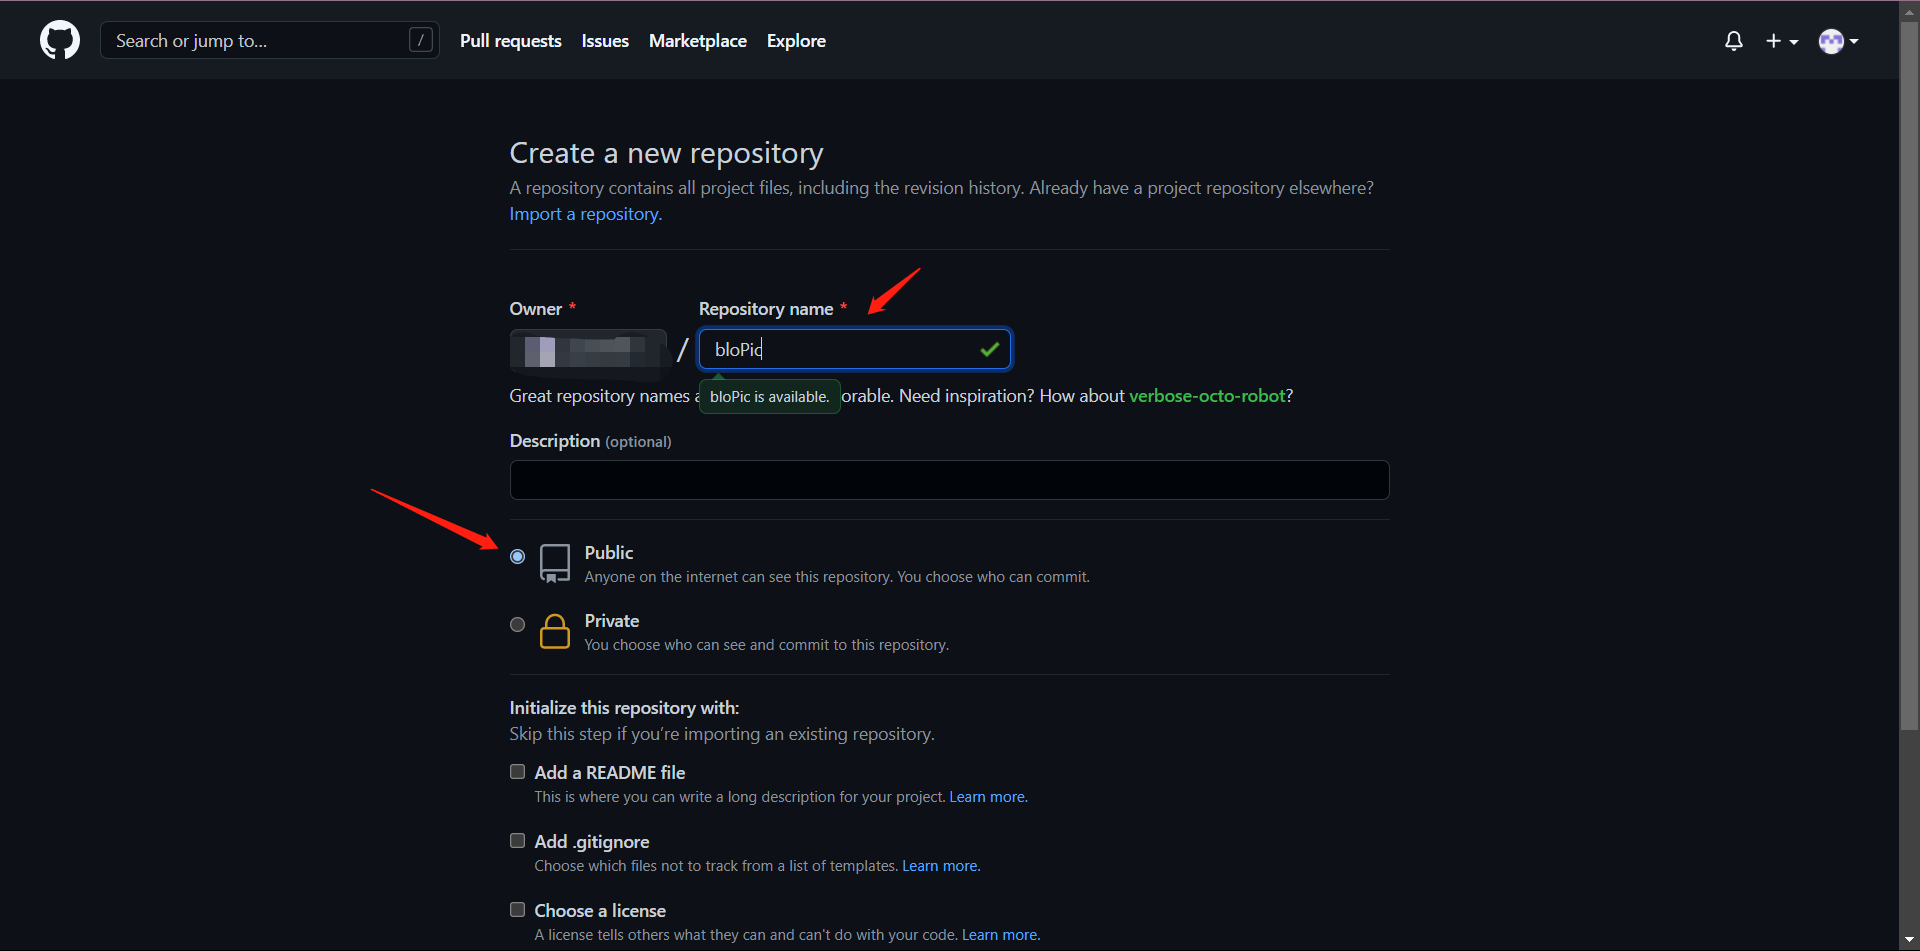 Search or jump to... / Pull requests Issues Marketplace Explore
Create a new repository
A repository contains all project files, including the revision history. Already have a project repository elsewhere?
Import a repository.
Owner * Repository name *
/ bloPic
Great repository names orable. Need inspiration? How about verbose-octo-robot?
bloPic is available.
Description (optional)
Public
Anyone on the internet can see this repository. You choose who can commit.
Private
You choose who can see and commit to this repository.
Initialize this repository with:
Skip this step if you’re importing an existing repository.
Add a README file
This is where you can write a long description for your project. Learn more.
Add .gitignore
Choose which files not to track from a list of templates. Learn more.
Choose a license
A license tells others what they can and can't do with your code. Learn more.